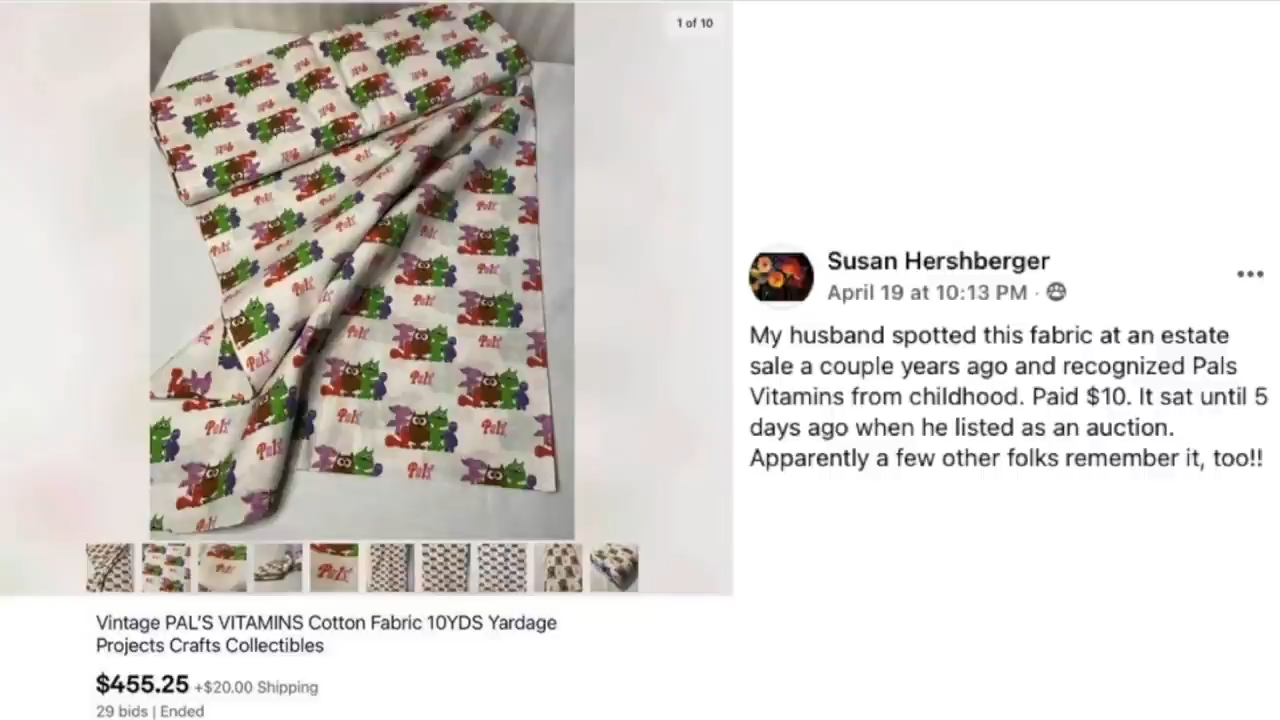 1 of 10
Pals
Susan Hershberger
April 19 at 10:13 PM ·
My husband spotted this fabric at an estate
sale a couple years ago and recognized Pals
Vitamins from childhood. Paid $10. It sat until 5
days ago when he listed as an auction.
Apparently a few other folks remember it, too!!
Vintage PAL'S VITAMINS Cotton Fabric 10YDS Yardage
Projects Crafts Collectibles
$455.25 +$20.00 Shipping
29 bids | Ended